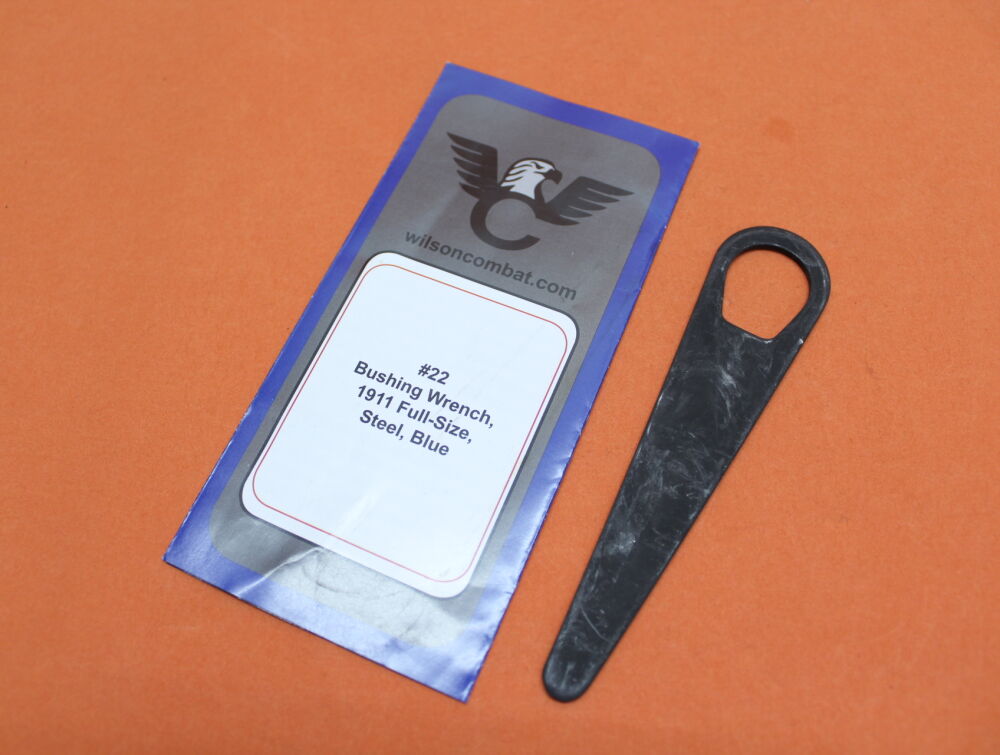 C
wilsoncombat.com
#22
Bushing Wrench,
1911 Full-Size,
Steel, Blue